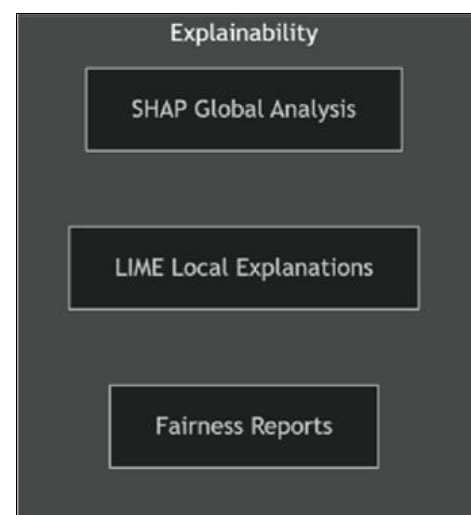 Explainability
SHAP Global Analysis
LIME Local Explanations
Fairness Reports